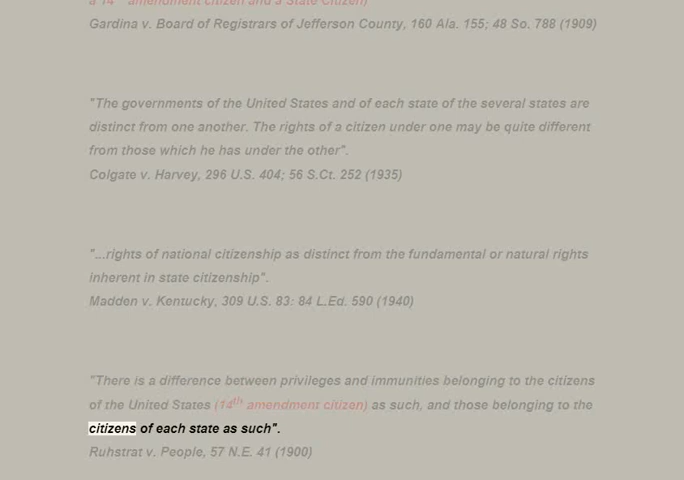 a 14th amendment citizen and a State Citizen)
Gardina v. Board of Registrars of Jefferson County, 160 Ala. 155; 48 So. 788 (1909)
"The governments of the United States and of each state of the several states are
distinct from one another. The rights of a citizen under one may be quite different
from those which he has under the other".
Colgate v. Harvey, 296 U.S. 404; 56 S.Ct. 252 (1935)
"...rights of national citizenship as distinct from the fundamental or natural rights
inherent in state citizenship".
Madden v. Kentucky, 309 U.S. 83: 84 L.Ed. 590 (1940)
"There is a difference between privileges and immunities belonging to the citizens
of the United States (14th amendment citizen) as such, and those belonging to the
citizens of each state as such".
Ruhstrat v. People, 57 N.E. 41 (1900)